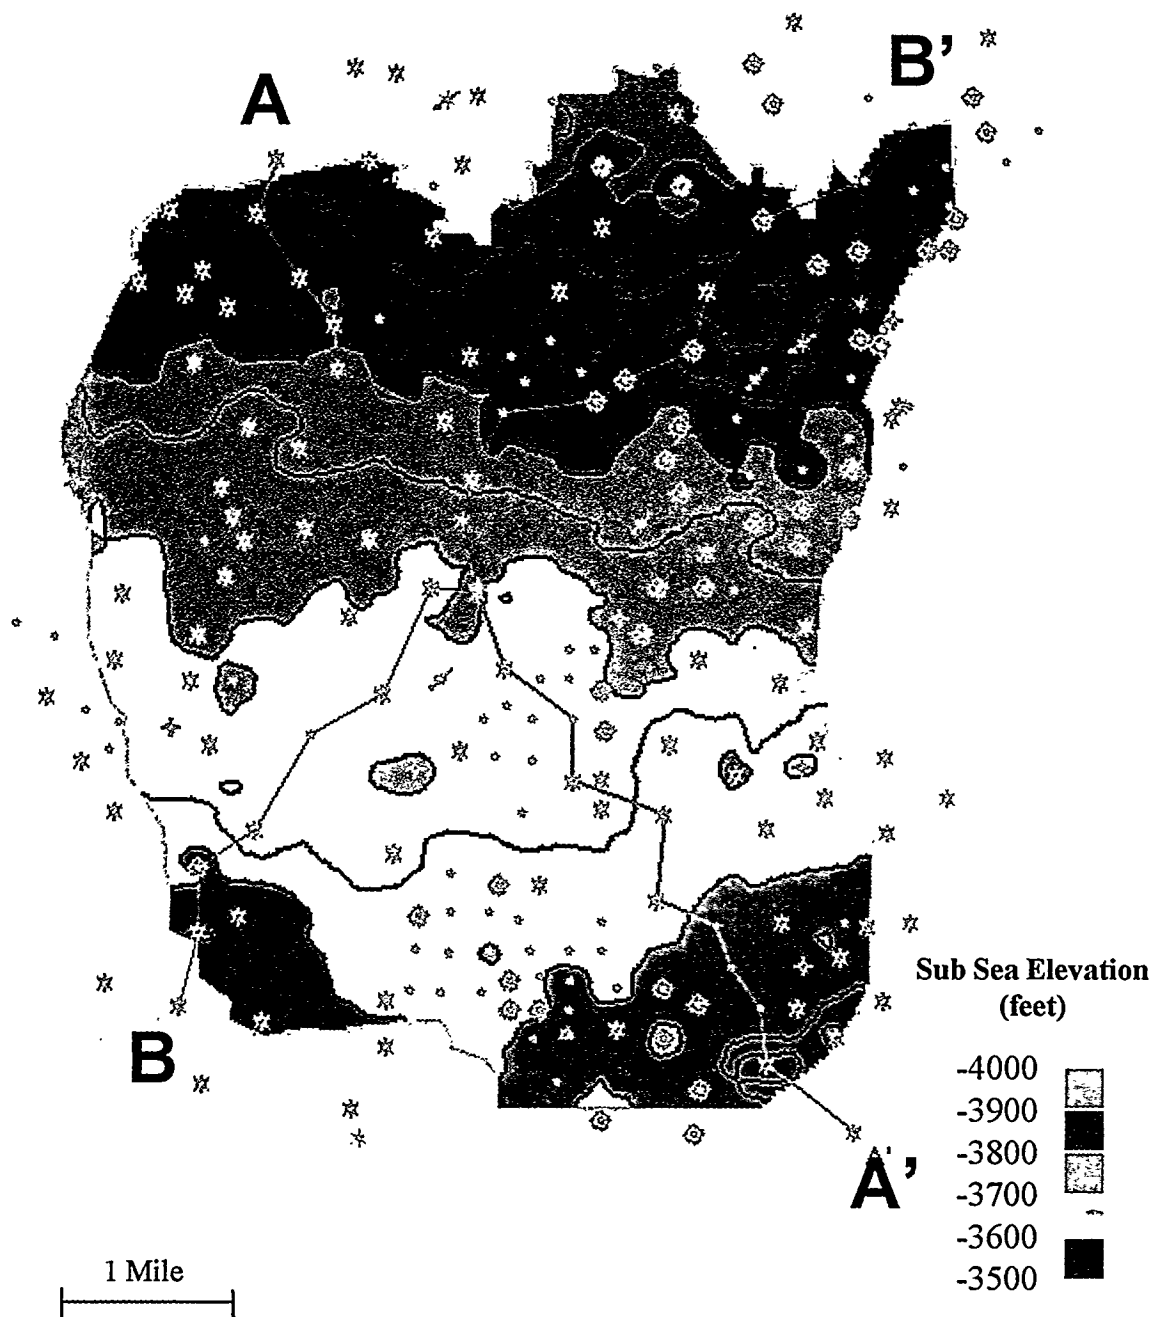 B’
A
Sub Sea Elevation
(feet)
-4000
-3900
-3800
-3700
-3600
-3500
B
A’
1 Mile